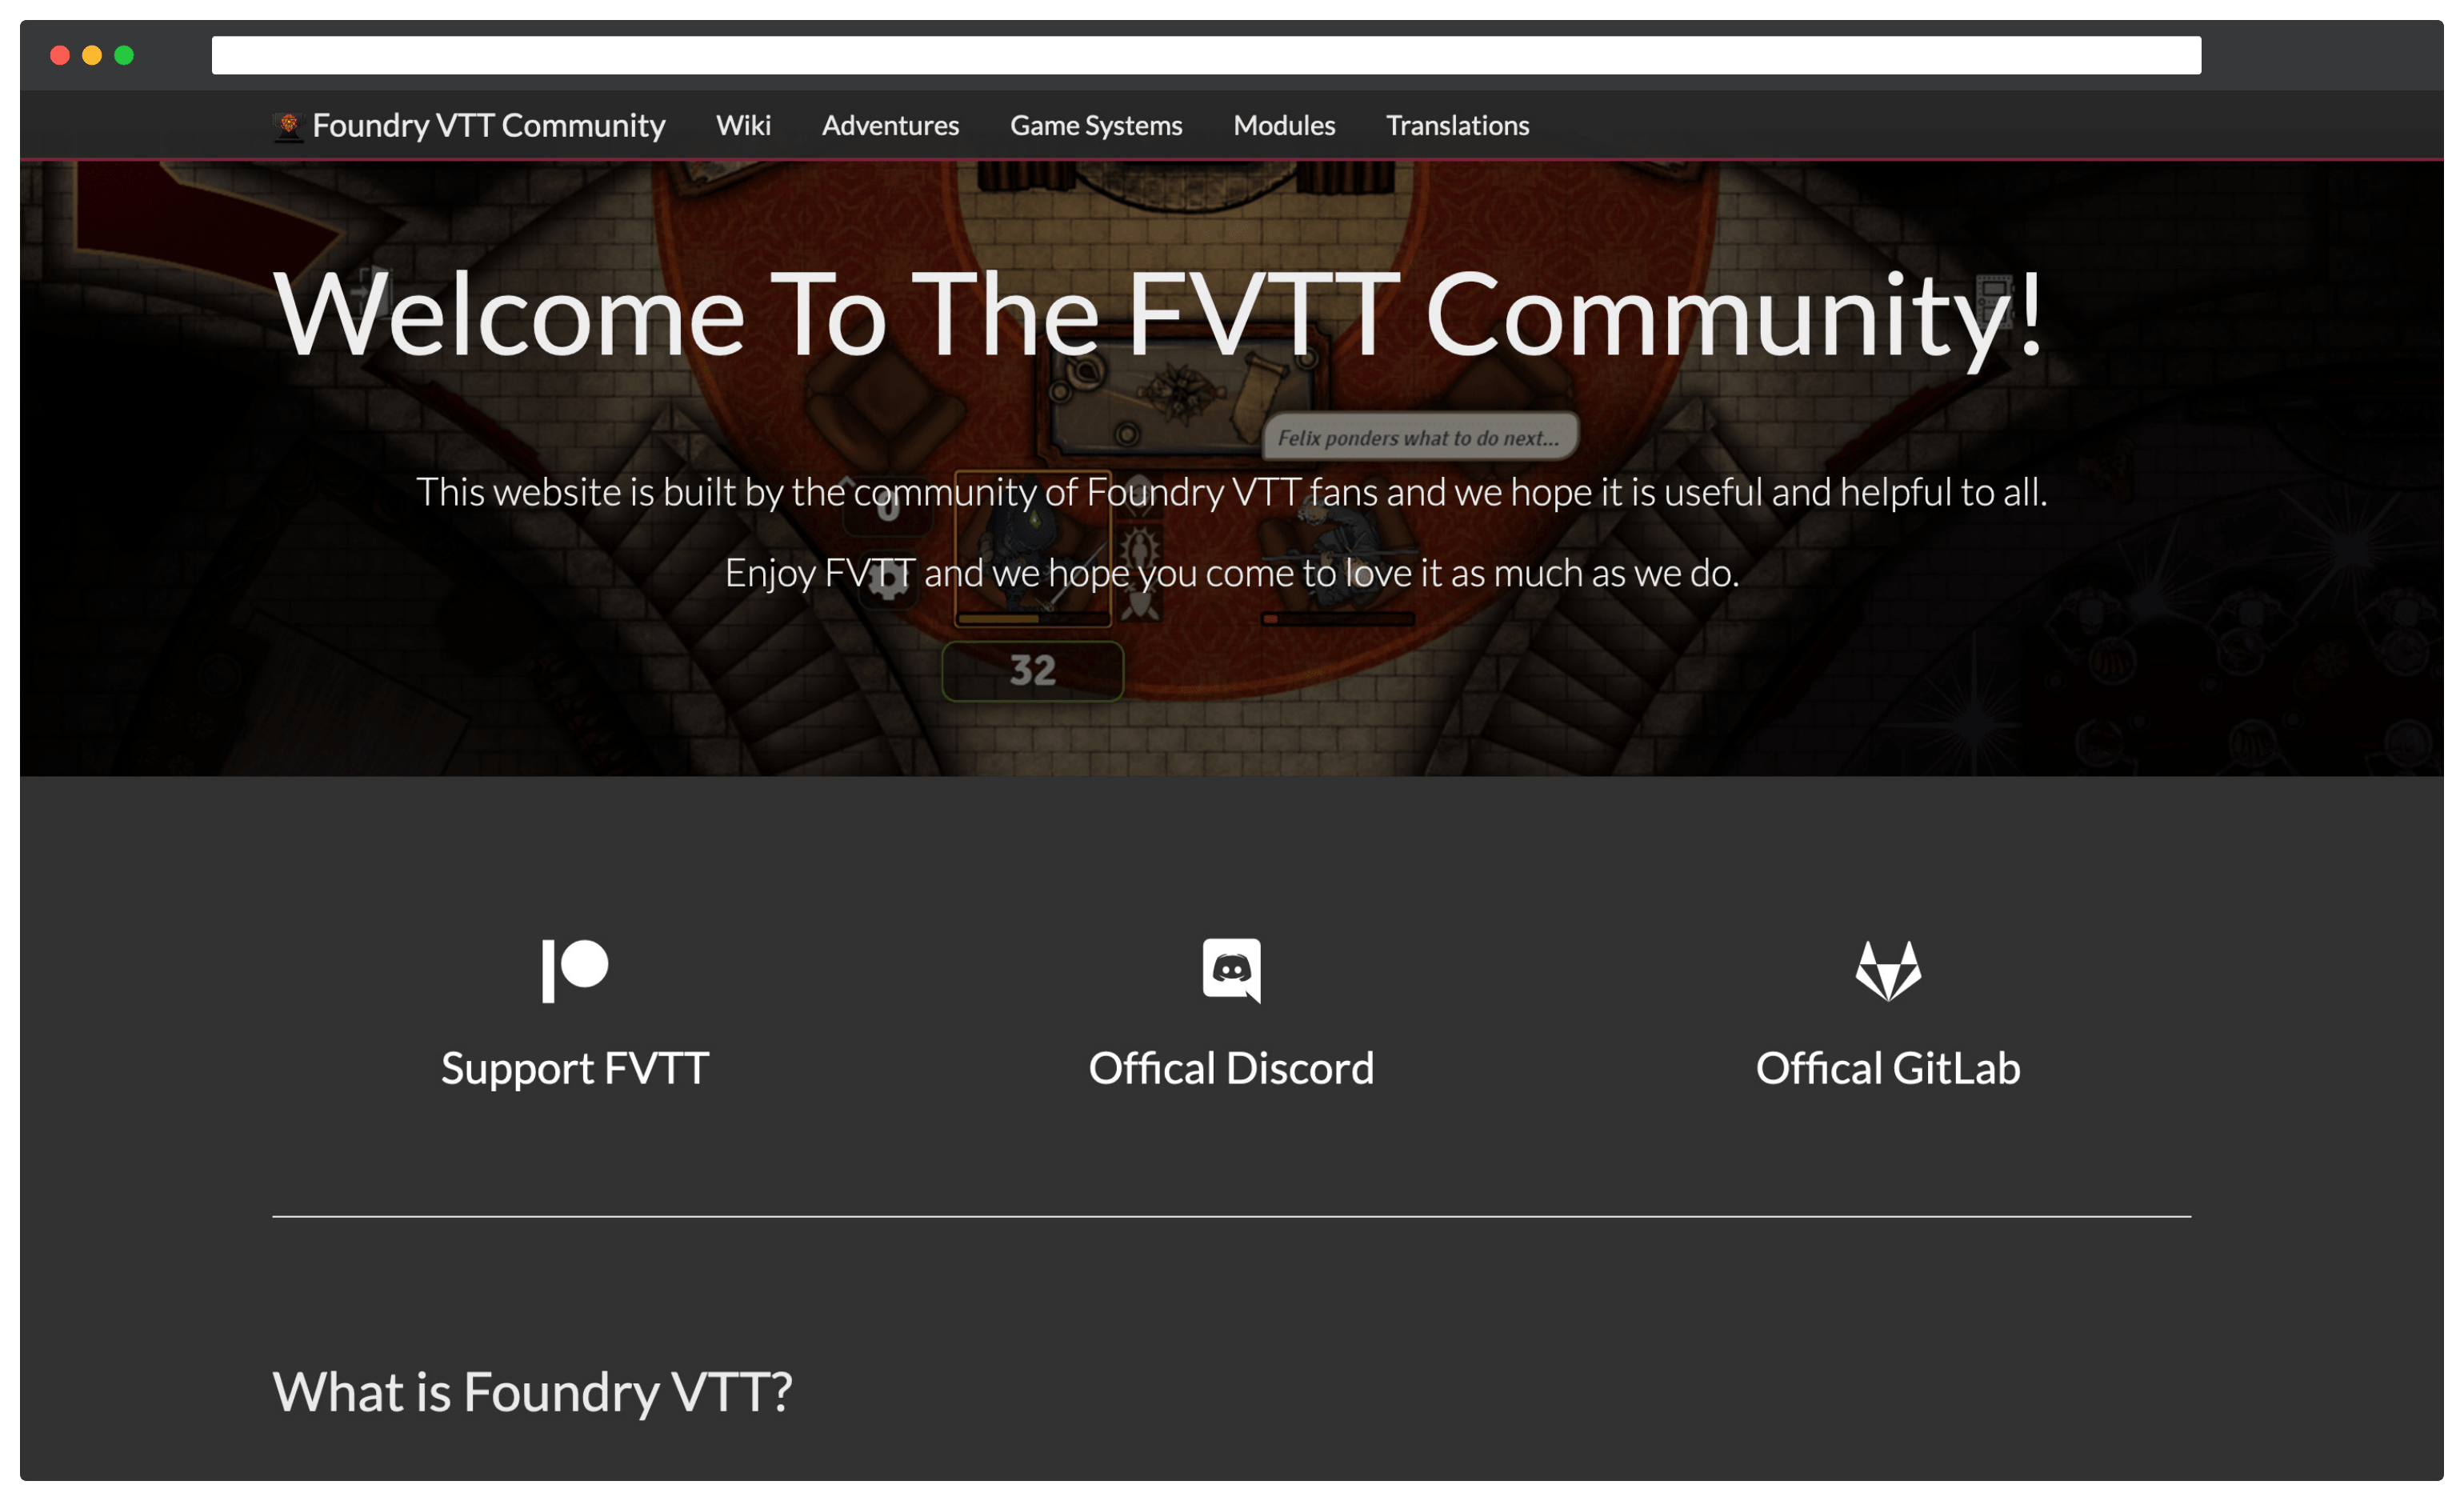 Foundry VTT Community Wiki Adventures Game Systems Modules Translations
Welcome To The FVTT Community!
Felix ponders what to do next...
This website is built by the community of Foundry VTT fans and we hope it is useful and helpful to all.
0
Enjoy FVTT and we hope you come to love it as much as we do.
32
Support FVTT
Offical Discord
Offical GitLab
What is Foundry VTT?